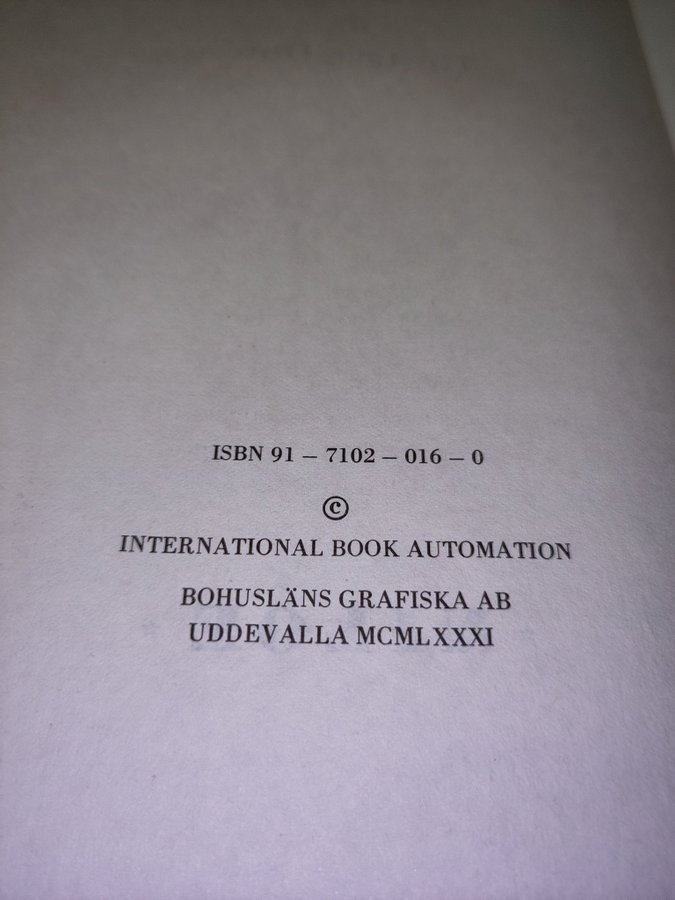 ISBN 91 – 7102 – 016 – 0
©
INTERNATIONAL BOOK AUTOMATION
BOHUSLÄNS GRAFISKA AB
UDDEVALLA MCMLXXXI